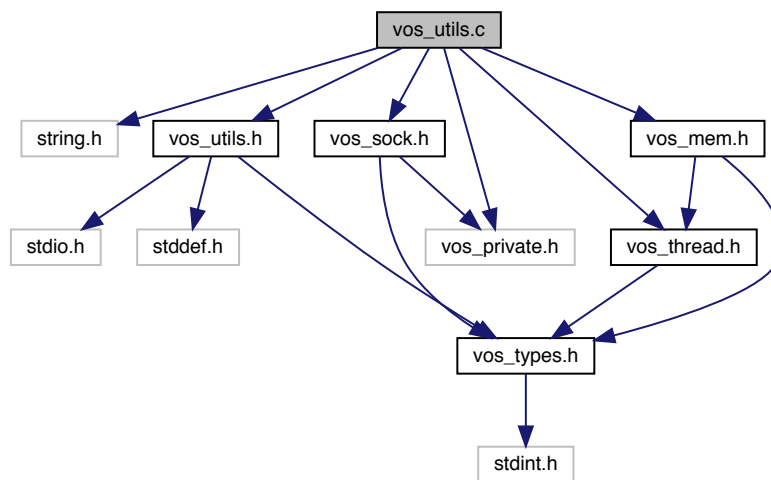 vos_utils.c
string.h
vos_utils.h
vos_sock.h
vos_mem.h
stdio.h
stddef.h
vos_private.h
vos_thread.h
vos_types.h
stdint.h